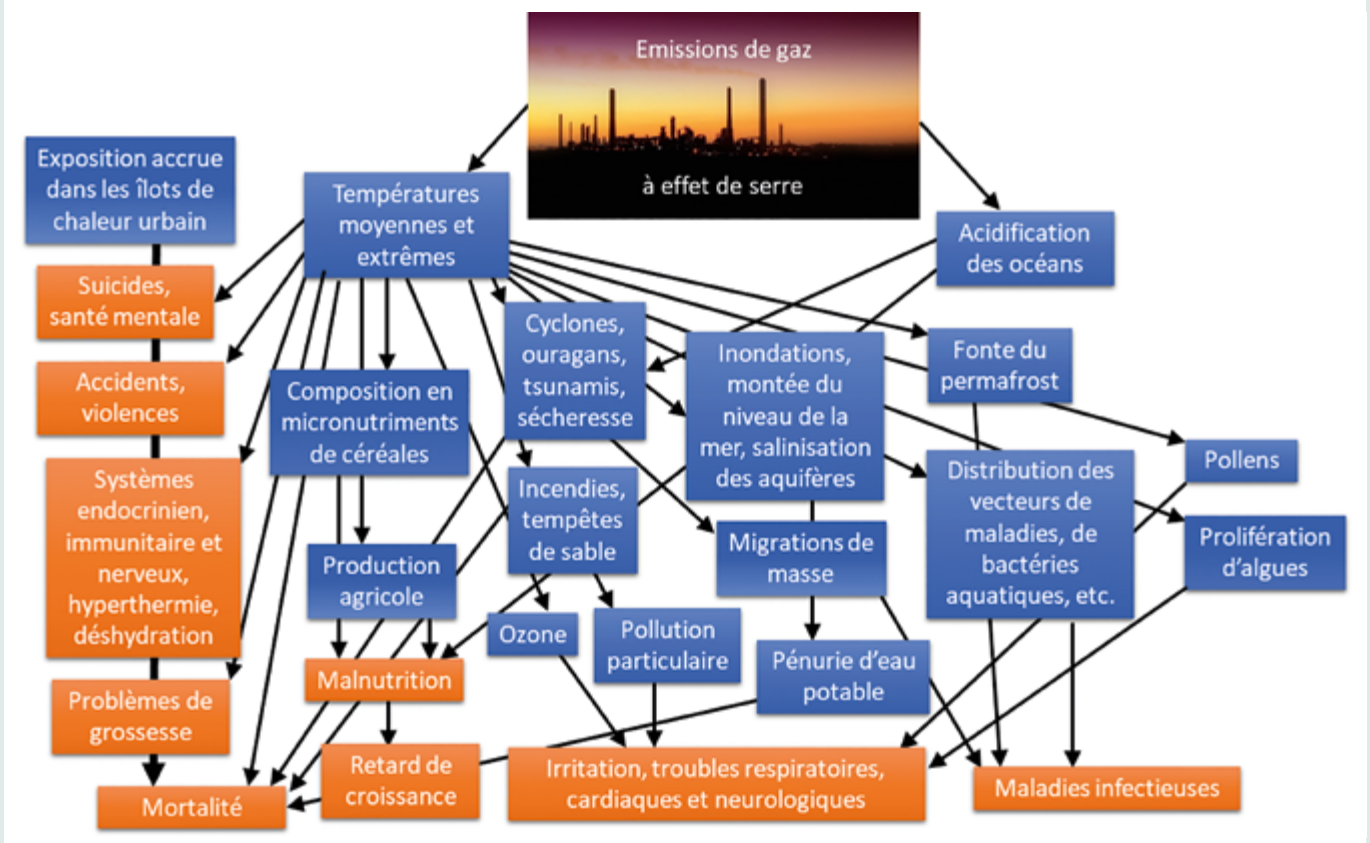 Emissions de gaz
à effet de serre
Exposition accrue
dans les îlots de
chaleur urbain
Températures
moyennes et
extrêmes
Acidification
des océans
Suicides,
santé mentale
Cyclones,
ouragans,
tsunamis,
sécheresse
Inondations,
montée du
niveau de la
mer, salinisation
des aquifères
Fonte du
permafrost
Accidents,
violences
Composition en
micronutriments
de céréales
Pollens
Systèmes
endocrinien,
immunitaire et
nerveux,
hyperthermie,
déshydration
Incendies,
tempêtes
de sable
Distribution des
vecteurs de
maladies, de
bactéries
aquatiques, etc.
Production
agricole
Migrations de
masse
Prolifération
d'algues
Ozone
Pollution
particulaire
Pénurie d'eau
potable
Malnutrition
Problèmes de
grossesse
Retard de
croissance
Irritation, troubles respiratoires,
cardiaques et neurologiques
Maladies infectieuses
Mortalité